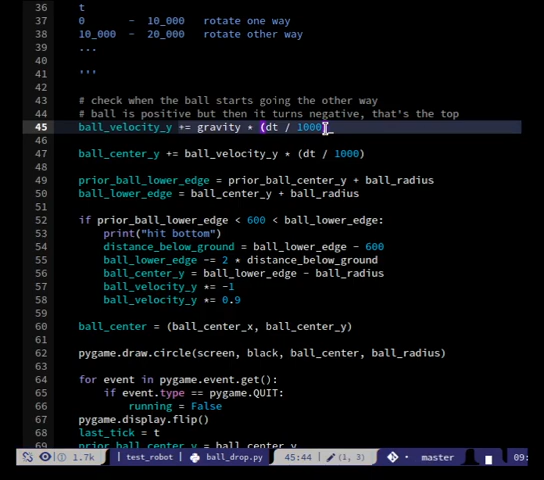 36 t
37 0 - 10_000 rotate one way
38 10_000 - 20_000 rotate other way
39 ...
40
41 '''
42
43 # check when the ball starts going the other way
44 # ball is positive but then it turns negative, that's the top
45 ball_velocity_y += gravity * (dt / 1000)
46
47 ball_center_y += ball_velocity_y * (dt / 1000)
48
49 prior_ball_lower_edge = prior_ball_center_y + ball_radius
50 ball_lower_edge = ball_center_y + ball_radius
51
52 if prior_ball_lower_edge < 600 < ball_lower_edge:
53 print("hit bottom")
54 distance_below_ground = ball_lower_edge - 600
55 ball_lower_edge -= 2 * distance_below_ground
56 ball_center_y = ball_lower_edge - ball_radius
57 ball_velocity_y *= -1
58 ball_velocity_y *= 0.9
59
60 ball_center = (ball_center_x, ball_center_y)
61
62 pygame.draw.circle(screen, black, ball_center, ball_radius)
63
64 for event in pygame.event.get():
65 if event.type == pygame.QUIT:
66 running = False
67 pygame.display.flip()
68 last_tick = t
69 prior_ball_center_y = ball_center_y
1.7k | test_robot ball_drop.py 45:44 (1, 3) master 09: